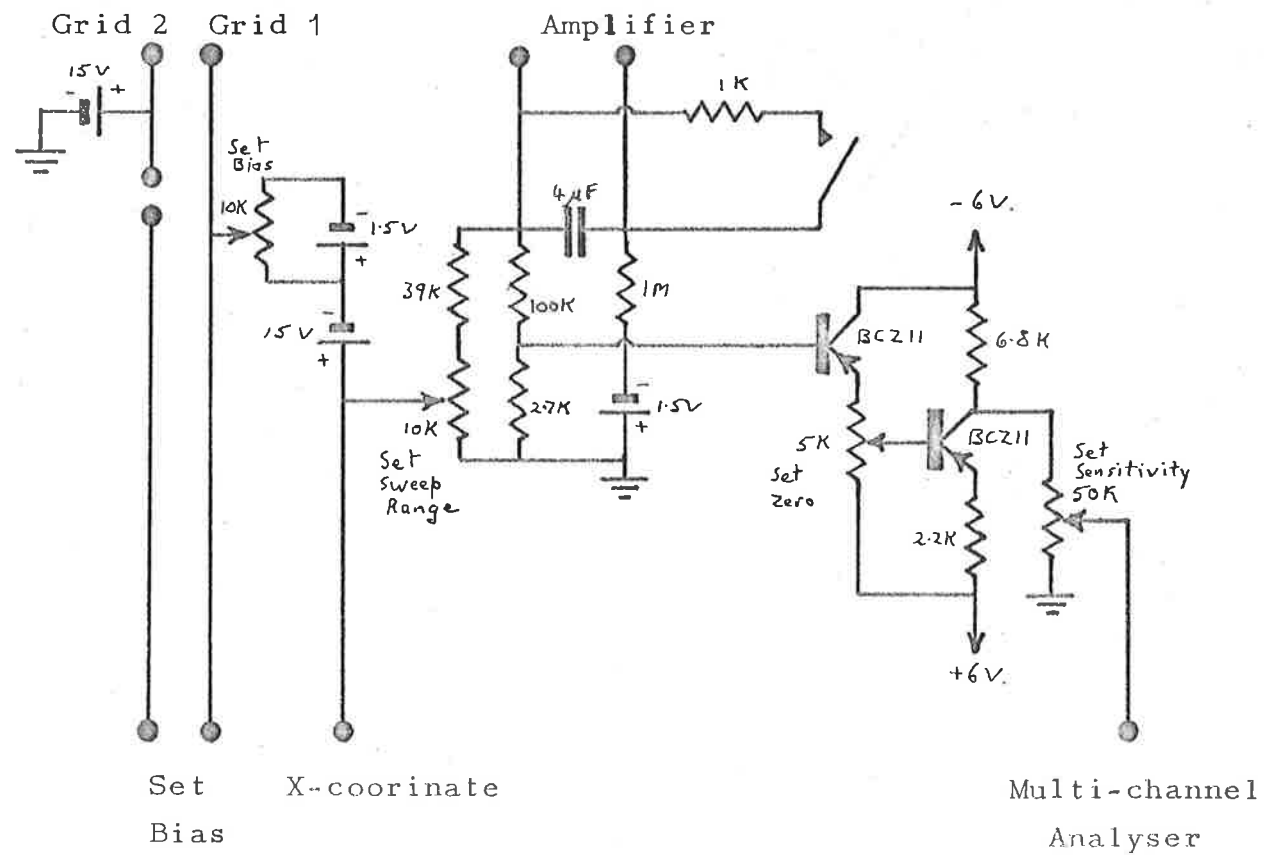 Grid 2 Grid 1 Amplifier
15V
- +
1K
Set
Bias
10K
-
1.5V
+
4µF
-6V.
39K
100K
1M
15V
-
+
BCZ11
6.8K
10K
2.7K
-
1.5V
+
Set
Sweep
Range
5K
Set
Zero
BCZ11
Set
Sensitivity
50K
2.2K
+6V.
Set X-coorinate
Bias
Multi-channel
Analyser